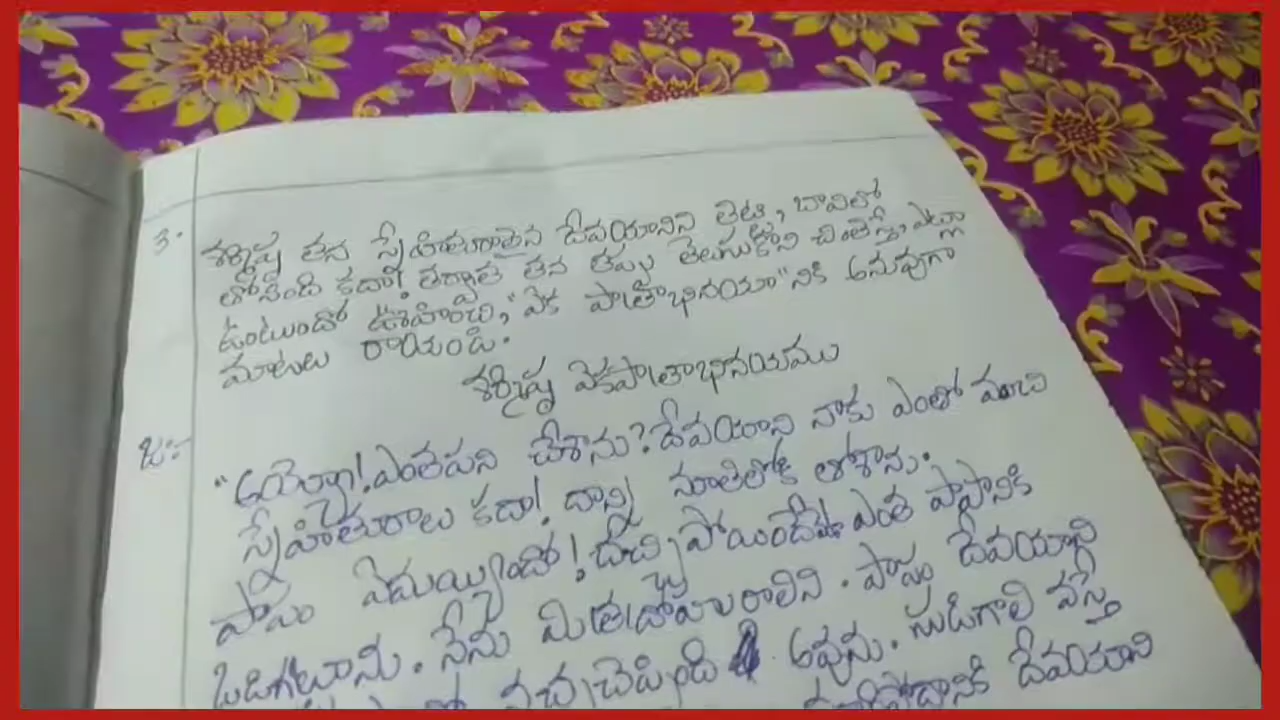 3. శర్మిష్ఠ తన స్నేహితురాలైన దేవయానిని తిట్టి, బావిలో
తోసింది కదా! తర్వాత తన తప్పు తెలుసుకొని చింతిస్తే, ఎట్లా
ఉంటుందో ఊహించి, "ఏక పాత్రాభినయా"నికి అనువుగా
మాటలు రాయండి.
శర్మిష్ఠ ఏకపాత్రాభినయము
జ:- "అయ్యో! ఎంతపని చేశాను? దేవయాని నాకు ఎంతో మంచి
స్నేహితురాలు కదా! దాన్ని నూతిలోకి తోశాను.
పాపం ఏమయ్యిందో! చచ్చిపోయిందేమో ఎంత పాపానికి
ఒడిగట్టాను. నేను మిత్రద్రోహురాలిని. పాపం దేవయాని
చెప్పింది అవును. సుడిగాలి వస్తే
దేవయాని